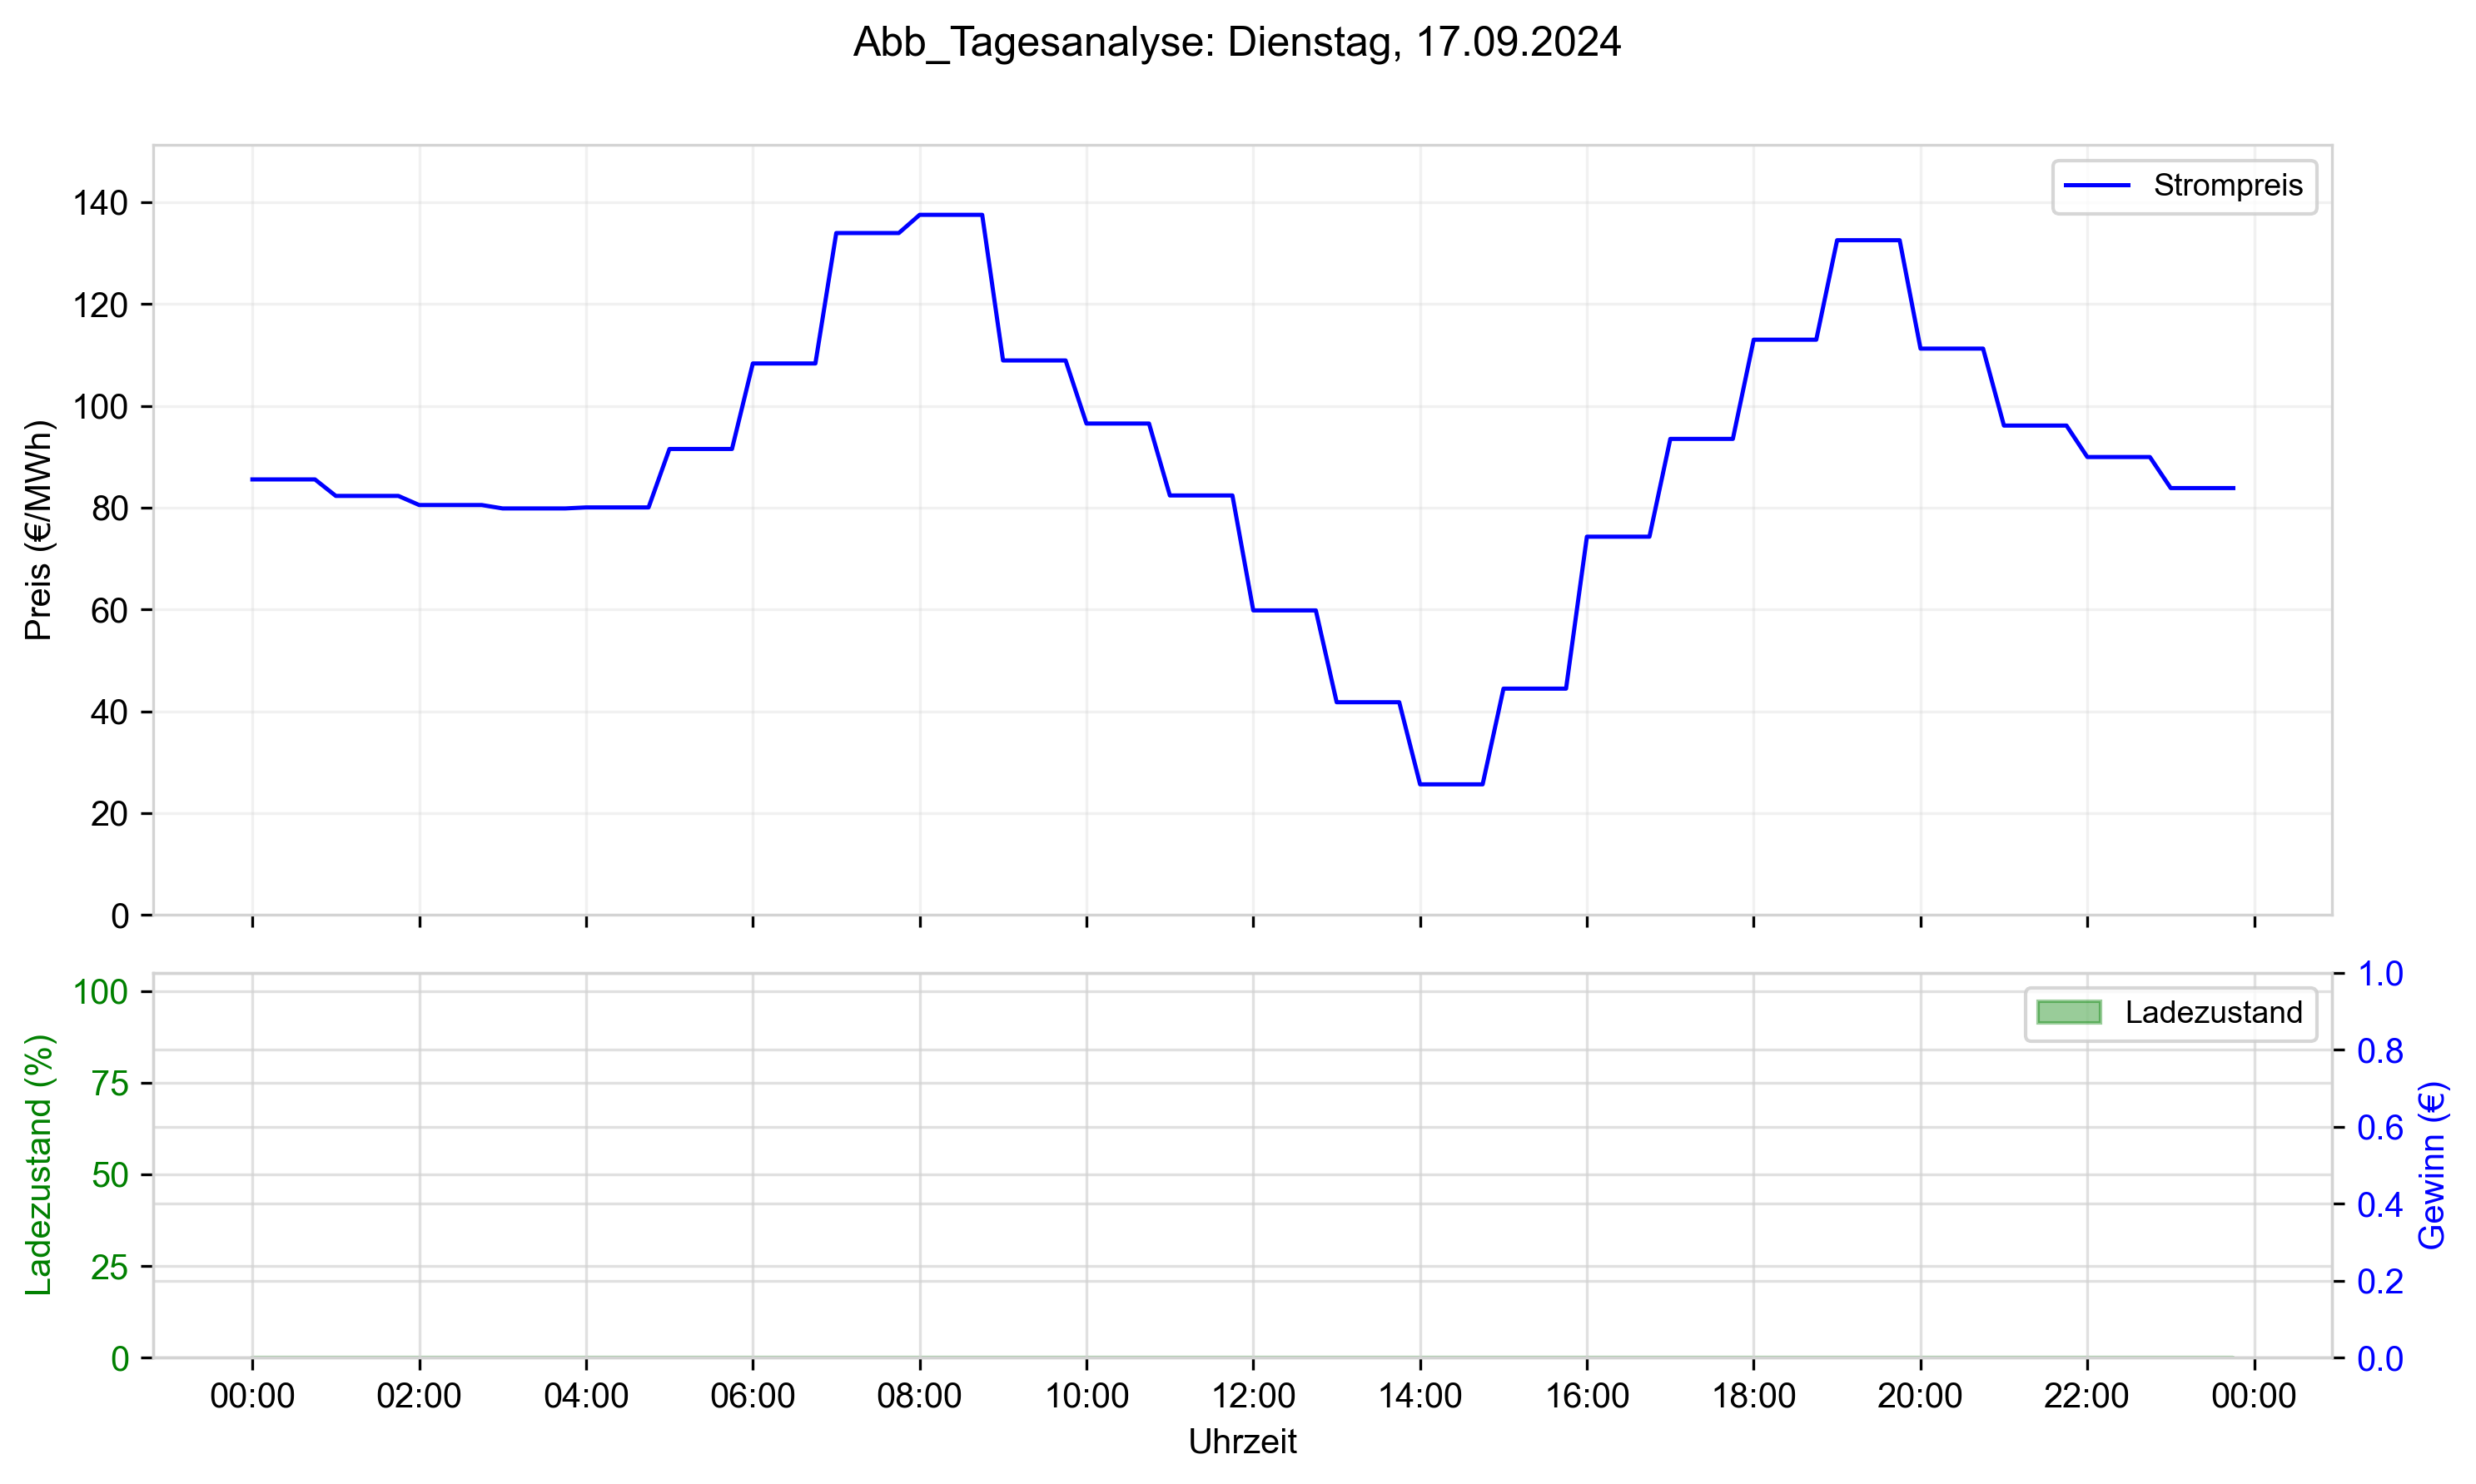 Abb_Tagesanalyse: Dienstag, 17.09.2024
Strompreis
Preis (€/MWh)
140
120
100
80
60
40
20
0
Ladezustand
Ladezustand (%)
100
75
50
25
0
Gewinn (€)
1.0
0.8
0.6
0.4
0.2
0.0
00:00 02:00 04:00 06:00 08:00 10:00 12:00 14:00 16:00 18:00 20:00 22:00 00:00
Uhrzeit